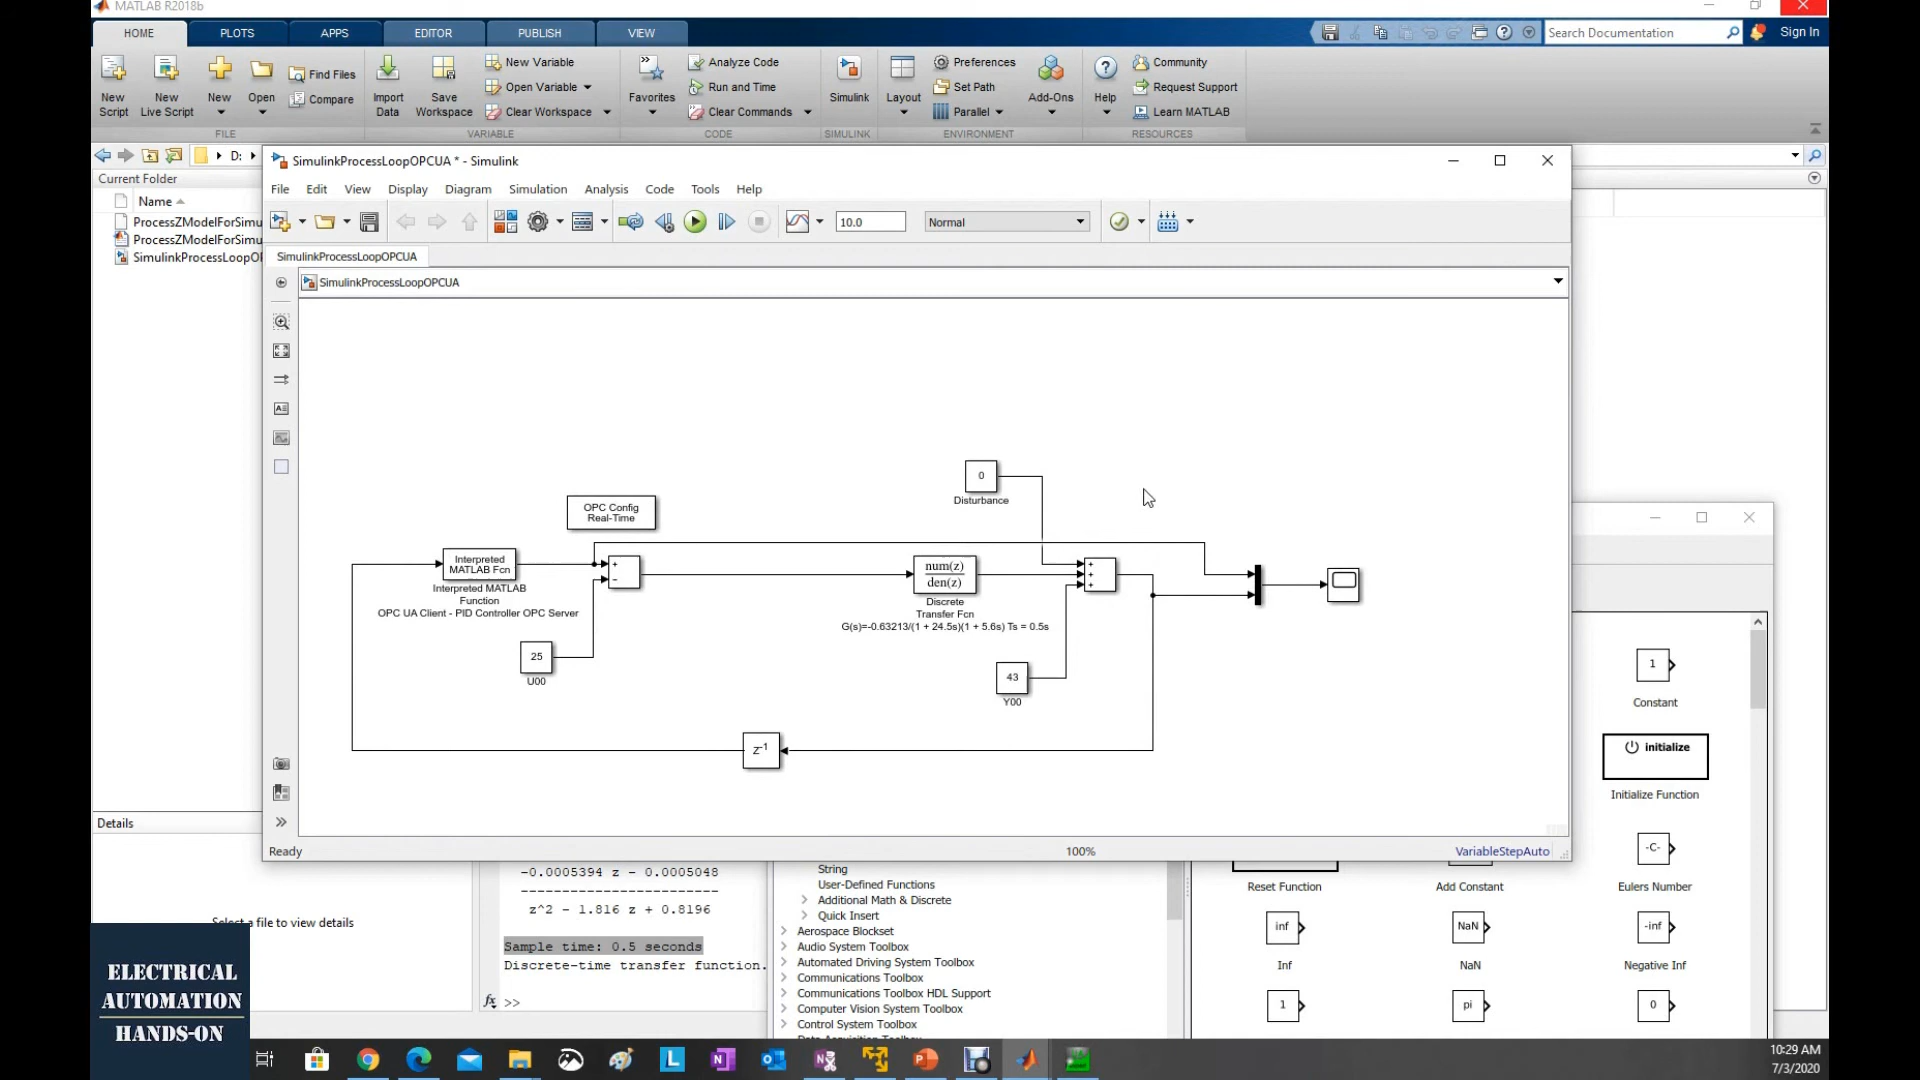 MATLAB R2018b
HOME PLOTS APPS EDITOR PUBLISH VIEW
Search Documentation
Sign In
New Script
New Live Script
New
Open
Find Files
Compare
Import Data
Save Workspace
New Variable
Open Variable
Clear Workspace
Favorites
Analyze Code
Run and Time
Clear Commands
Simulink
Layout
Preferences
Set Path
Parallel
Add-Ons
Help
Community
Request Support
Learn MATLAB
FILE VARIABLE CODE SIMULINK ENVIRONMENT RESOURCES
D:
Current Folder
Name
ProcessZModelForSimu
ProcessZModelForSimu
SimulinkProcessLoopO
Details
Select a file to view details
SimulinkProcessLoopOPCUA * - Simulink
File Edit View Display Diagram Simulation Analysis Code Tools Help
10.0
Normal
SimulinkProcessLoopOPCUA
SimulinkProcessLoopOPCUA
0
Disturbance
OPC Config
Real-Time
Interpreted
MATLAB Fcn
Interpreted MATLAB
Function
OPC UA Client - PID Controller OPC Server
+
−
num(z)
den(z)
Discrete
Transfer Fcn
G(s)=-0.63213/(1 + 24.5s)(1 + 5.6s) Ts = 0.5s
+
+
+
25
U00
43
Y00
z-1
Ready
100%
VariableStepAuto
-0.0005394 z - 0.0005048
-----------------------
z^2 - 1.816 z + 0.8196
Sample time: 0.5 seconds
Discrete-time transfer function.
fx >>
String
User-Defined Functions
Additional Math & Discrete
Quick Insert
Aerospace Blockset
Audio System Toolbox
Automated Driving System Toolbox
Communications Toolbox
Communications Toolbox HDL Support
Computer Vision System Toolbox
Control System Toolbox
1
Constant
initialize
Initialize Function
-C-
Reset Function
Add Constant
Eulers Number
inf
NaN
-inf
Inf
NaN
Negative Inf
1
pi
0
ELECTRICAL
AUTOMATION
HANDS-ON
10:29 AM
7/3/2020